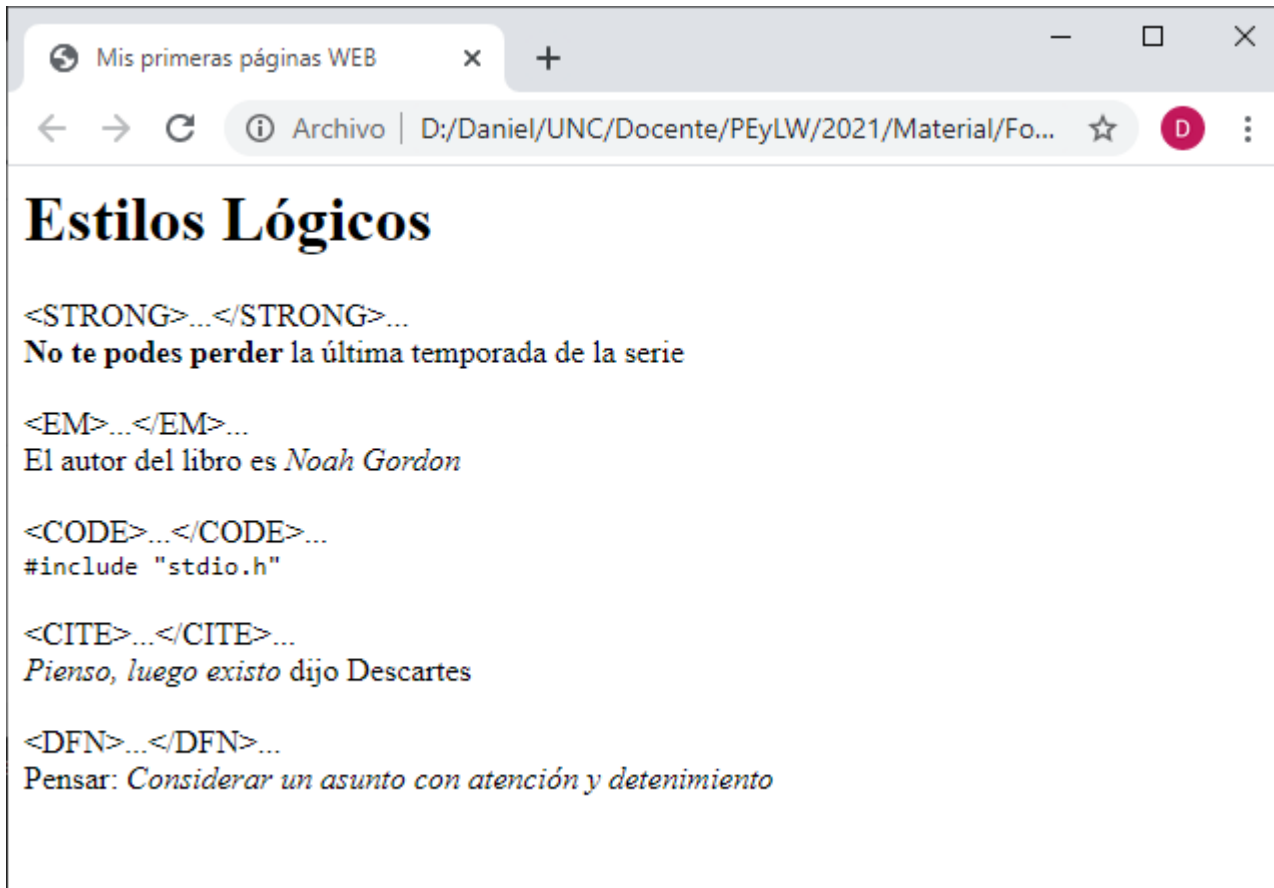 Mis primeras páginas WEB
Archivo | D:/Daniel/UNC/Docente/PEyLW/2021/Material/Fo... D
Estilos Lógicos
<STRONG>...</STRONG>...
No te podes perder la última temporada de la serie
<EM>...</EM>...
El autor del libro es Noah Gordon
<CODE>...</CODE>...
#include "stdio.h"
<CITE>...</CITE>...
Pienso, luego existo dijo Descartes
<DFN>...</DFN>...
Pensar: Considerar un asunto con atención y detenimiento